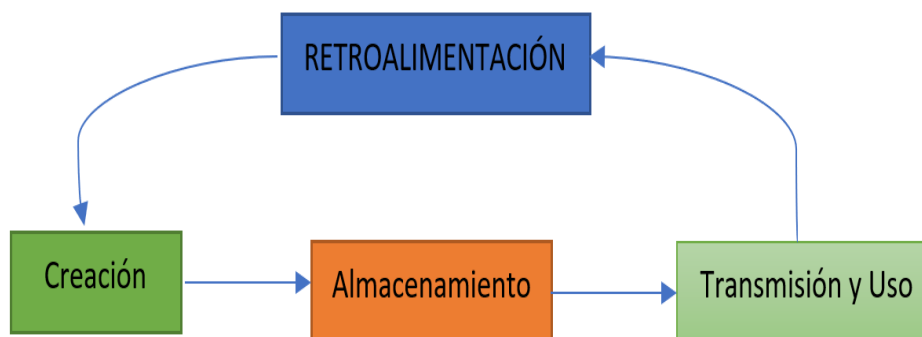 RETROALIMENTACIÓN
Creación
Almacenamiento
Transmisión y Uso